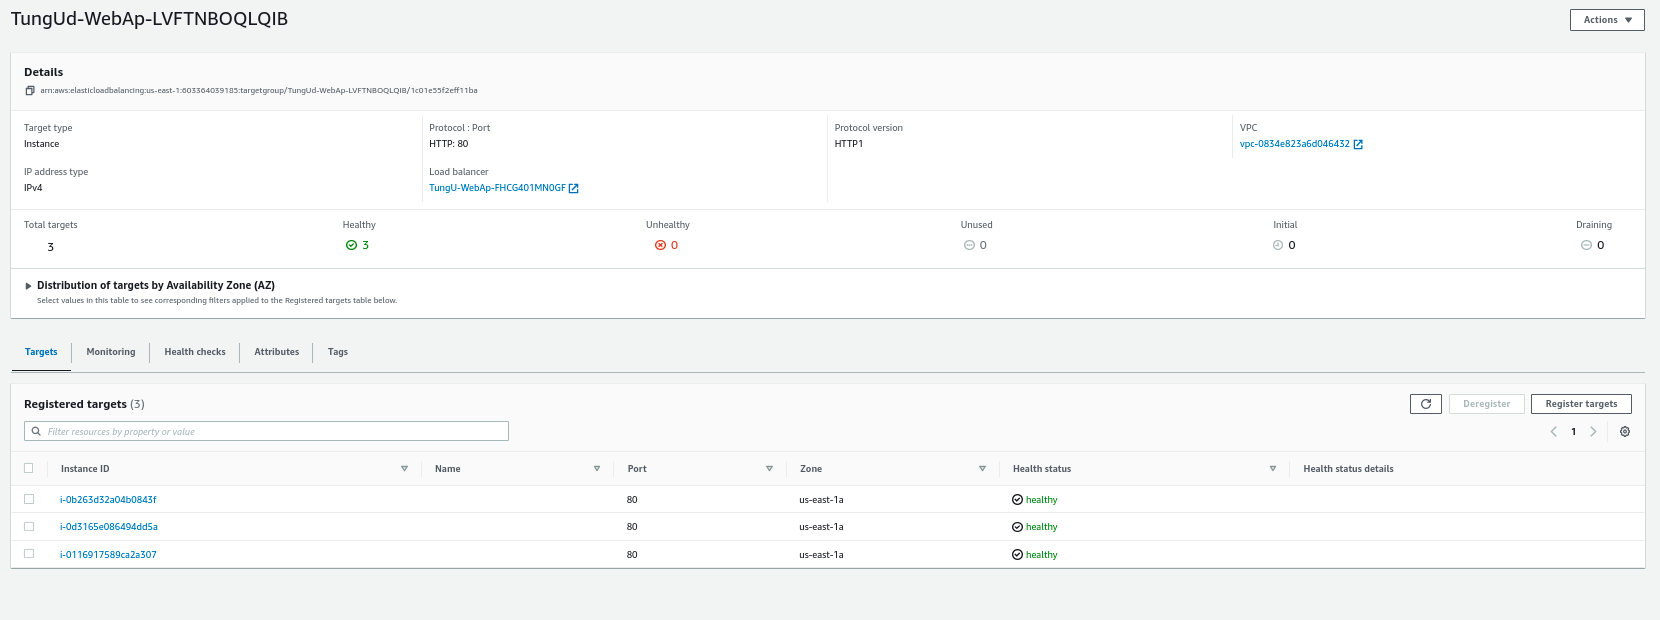 TungUd-WebAp-LVFTNBOQLQIB
Actions
Details
arn:aws:elasticloadbalancing:us-east-1:603364039185:targetgroup/TungUd-WebAp-LVFTNBOQLQIB/1c01e55f2eff11ba
Target type Protocol : Port Protocol version VPC
Instance HTTP: 80 HTTP1 vpc-0834e823a6d046432
IP address type Load balancer
IPv4 TungU-WebAp-FHCG401MN0GF
Total targets Healthy Unhealthy Unused Initial Draining
3 3 0 0 0 0
Distribution of targets by Availability Zone (AZ)
Select values in this table to see corresponding filters applied to the Registered targets table below.
Targets Monitoring Health checks Attributes Tags
Registered targets (3) Deregister Register targets
Filter resources by property or value 1
Instance ID Name Port Zone Health status Health status details
i-0b263d32a04b0843f 80 us-east-1a healthy
i-0d3165e086494dd5a 80 us-east-1a healthy
i-0116917589ca2a307 80 us-east-1a healthy